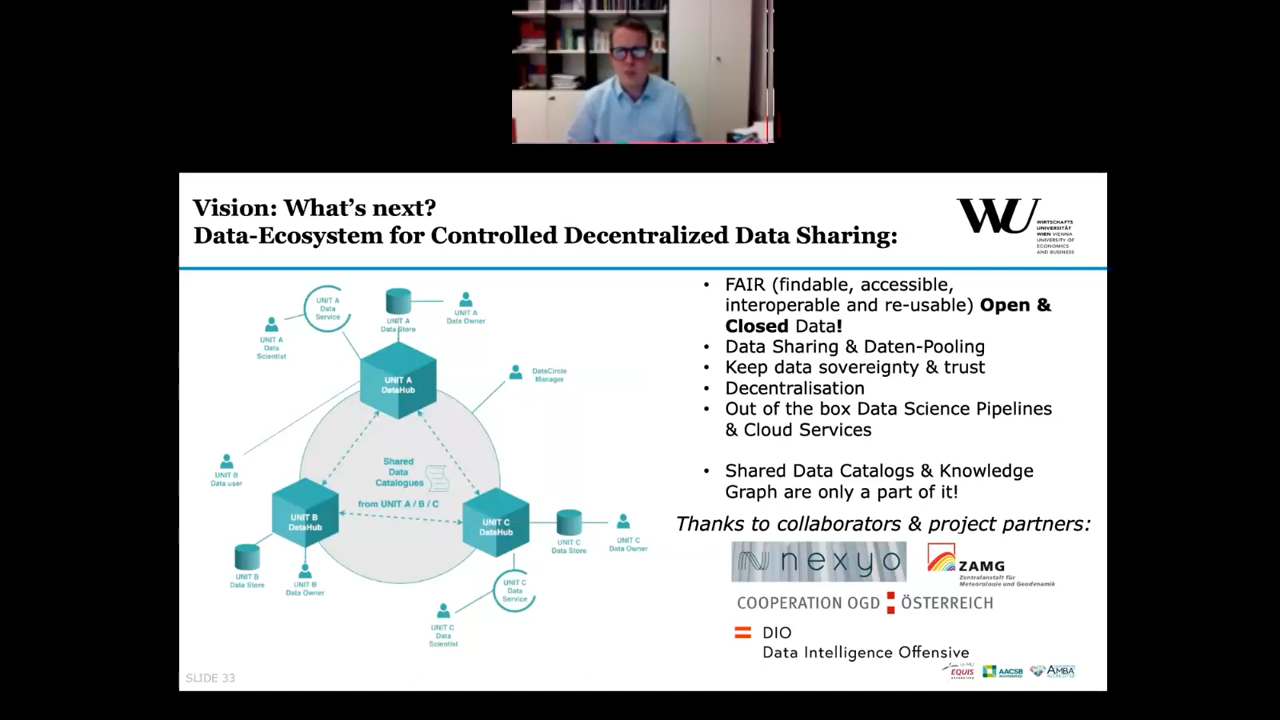 Vision: What's next?
Data-Ecosystem for Controlled Decentralized Data Sharing:
WU
WIRTSCHAFTS
UNIVERSITÄT
WIEN VIENNA
UNIVERSITY OF
ECONOMICS
AND BUSINESS
UNIT A
Data
Service
UNIT A
Data Store
UNIT A
Data Owner
UNIT A
Data
Scientist
UNIT A
DataHub
DataCircle
Manager
UNIT B
Data user
Shared
Data
Catalogues
from UNIT A / B / C
UNIT B
DataHub
UNIT C
DataHub
UNIT C
Data Store
UNIT C
Data Owner
UNIT B
Data Store
UNIT B
Data Owner
UNIT C
Data
Service
UNIT C
Data
Scientist
• FAIR (findable, accessible,
interoperable and re-usable) Open &
Closed Data!
• Data Sharing & Daten-Pooling
• Keep data sovereignty & trust
• Decentralisation
• Out of the box Data Science Pipelines
& Cloud Services
• Shared Data Catalogs & Knowledge
Graph are only a part of it!
Thanks to collaborators & project partners:
nexyo
ZAMG
Zentralanstalt für
Meteorologie und Geodynamik
COOPERATION OGD ÖSTERREICH
DIO
Data Intelligence Offensive
EQUIS
AACSB
AMBA
SLIDE 33